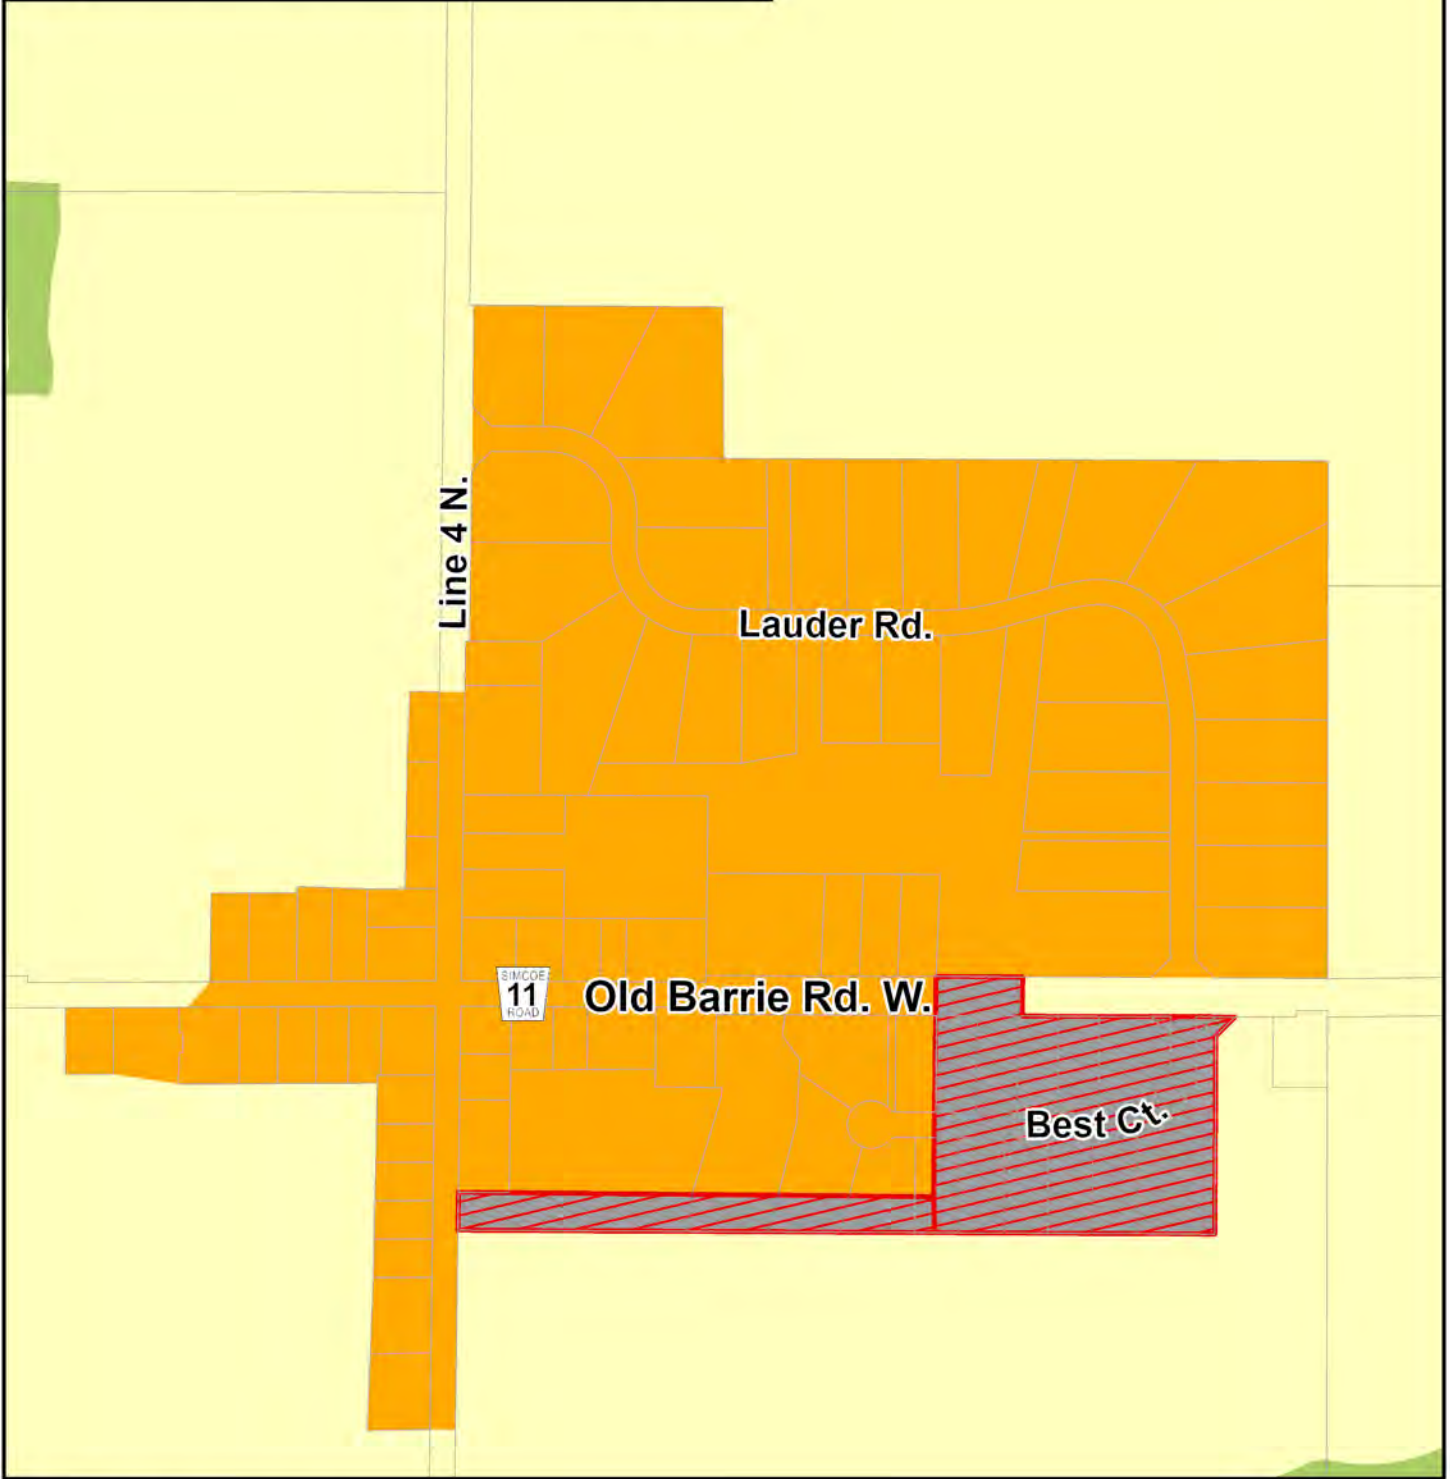 Line 4 N.
Lauder Rd.
SIMCOE
11
ROAD
Old Barrie Rd. W.
Best Ct.